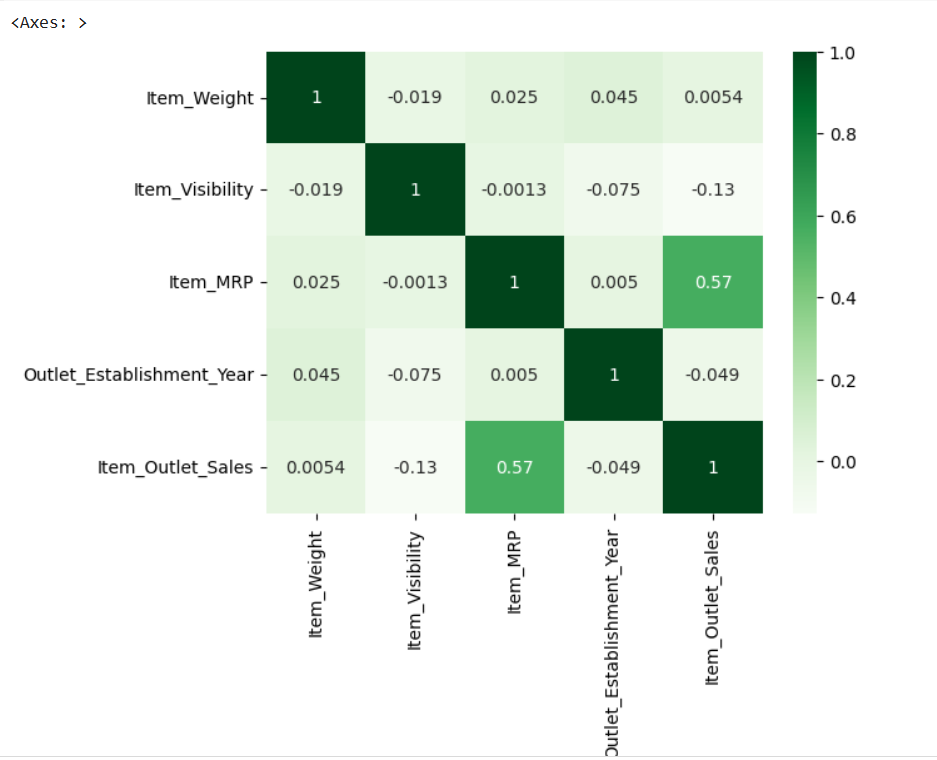 <Axes: >
1.0
Item_Weight 1 -0.019 0.025 0.045 0.0054
0.8
Item_Visibility -0.019 1 -0.0013 -0.075 -0.13
0.6
Item_MRP 0.025 -0.0013 1 0.005 0.57
0.4
Outlet_Establishment_Year 0.045 -0.075 0.005 1 -0.049
0.2
Item_Outlet_Sales 0.0054 -0.13 0.57 -0.049 1
0.0
Item_Weight
Item_Visibility
Item_MRP
Outlet_Establishment_Year
Item_Outlet_Sales